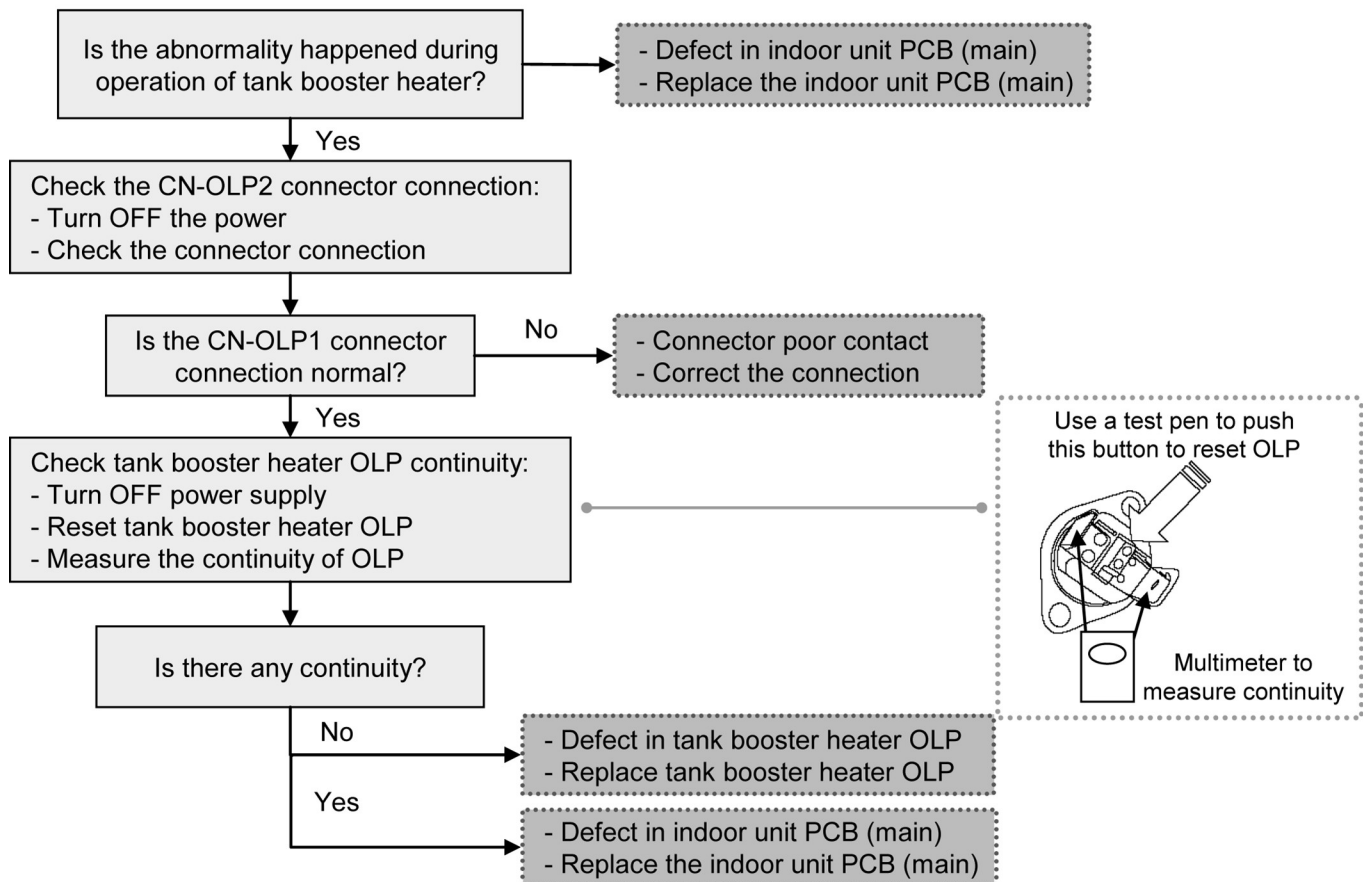 Is the abnormality happened during
operation of tank booster heater?
- Defect in indoor unit PCB (main)
- Replace the indoor unit PCB (main)
Yes
Check the CN-OLP2 connector connection:
- Turn OFF the power
- Check the connector connection
Is the CN-OLP1 connector
connection normal?
No
- Connector poor contact
- Correct the connection
Yes
Check tank booster heater OLP continuity:
- Turn OFF power supply
- Reset tank booster heater OLP
- Measure the continuity of OLP
Use a test pen to push
this button to reset OLP
Multimeter to
measure continuity
Is there any continuity?
No
- Defect in tank booster heater OLP
- Replace tank booster heater OLP
Yes
- Defect in indoor unit PCB (main)
- Replace the indoor unit PCB (main)